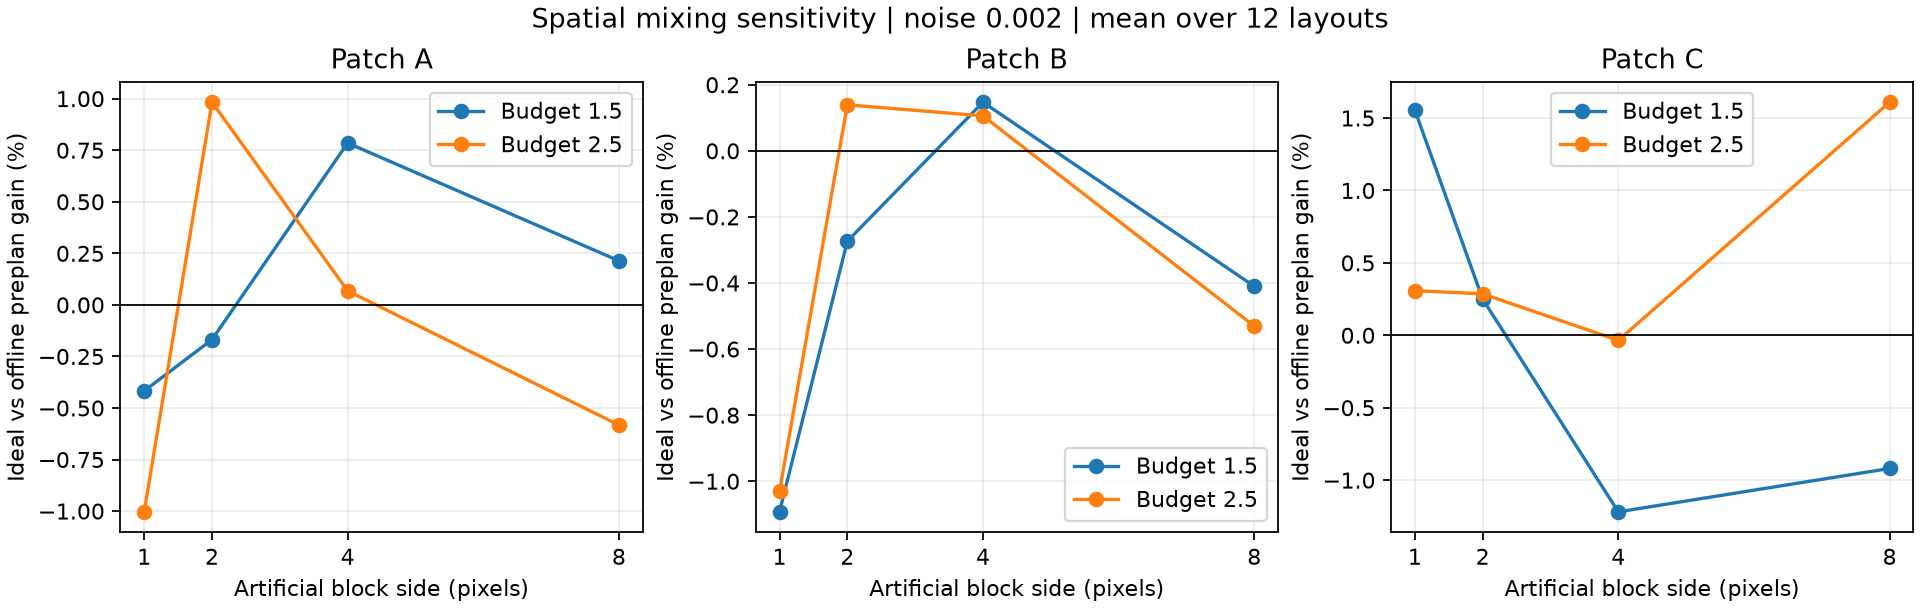 Spatial mixing sensitivity | noise 0.002 | mean over 12 layouts
Patch A
Ideal vs offline preplan gain (%)
1.00
0.75
0.50
0.25
0.00
−0.25
−0.50
−0.75
−1.00
Budget 1.5
Budget 2.5
1 2 4 8
Artificial block side (pixels)
Patch B
Ideal vs offline preplan gain (%)
0.2
0.0
−0.2
−0.4
−0.6
−0.8
−1.0
Budget 1.5
Budget 2.5
1 2 4 8
Artificial block side (pixels)
Patch C
Ideal vs offline preplan gain (%)
1.5
1.0
0.5
0.0
−0.5
−1.0
Budget 1.5
Budget 2.5
1 2 4 8
Artificial block side (pixels)